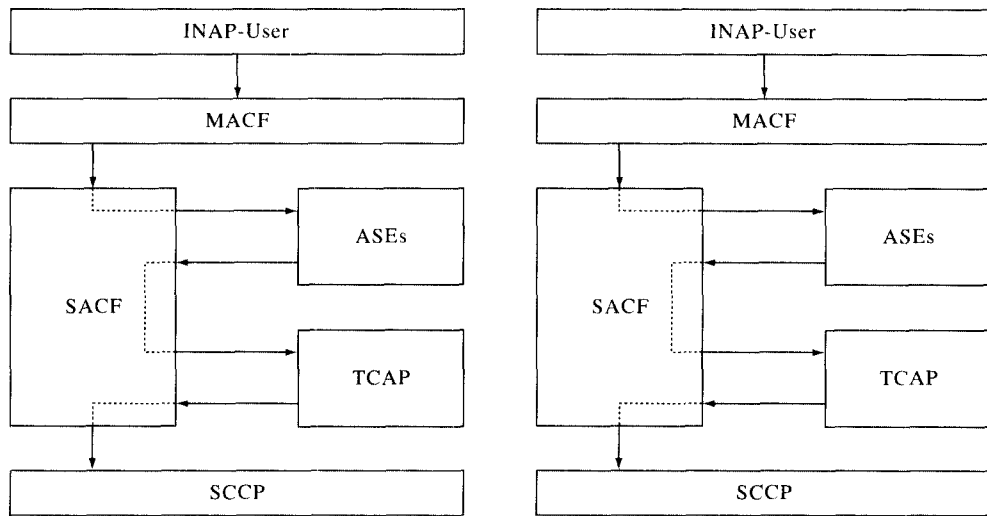 INAP-User
MACF
ASEs
SACF
TCAP
SCCP
INAP-User
MACF
ASEs
SACF
TCAP
SCCP